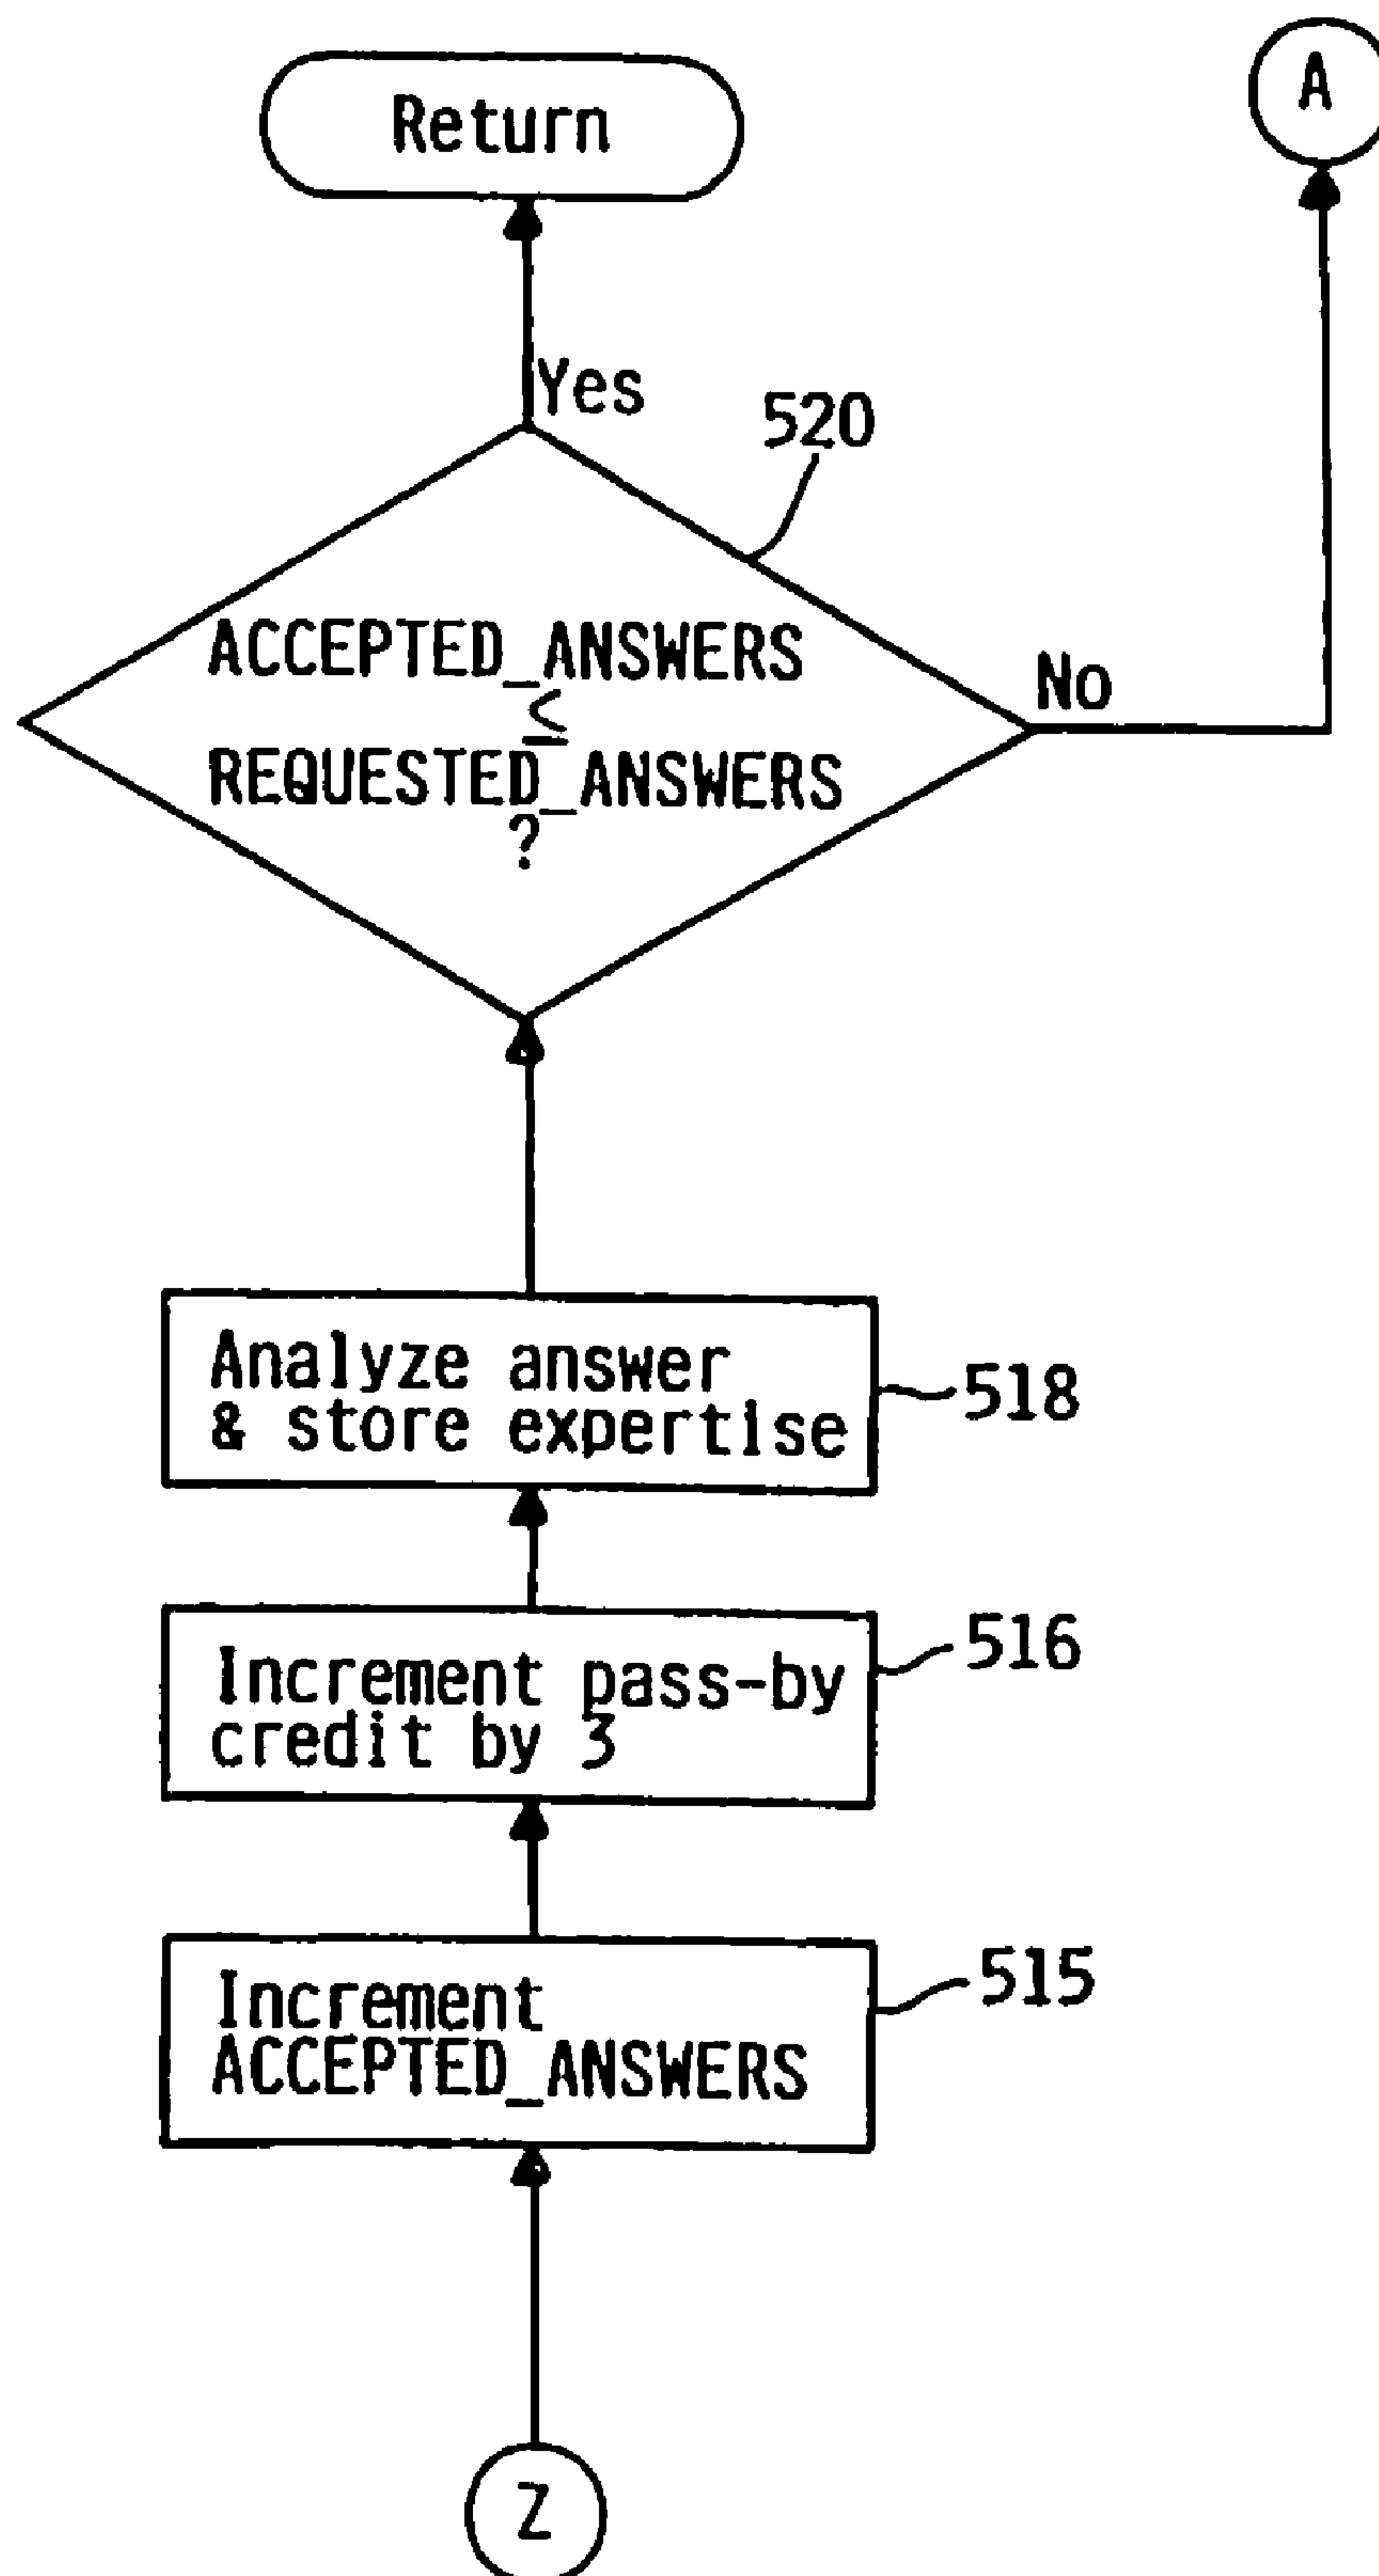 Return
A
Yes
520
ACCEPTED_ANSWERS
≤
REQUESTED_ANSWERS
?
No
Analyze answer
& store expertise
518
Increment pass-by
credit by 3
516
Increment
ACCEPTED_ANSWERS
515
Z